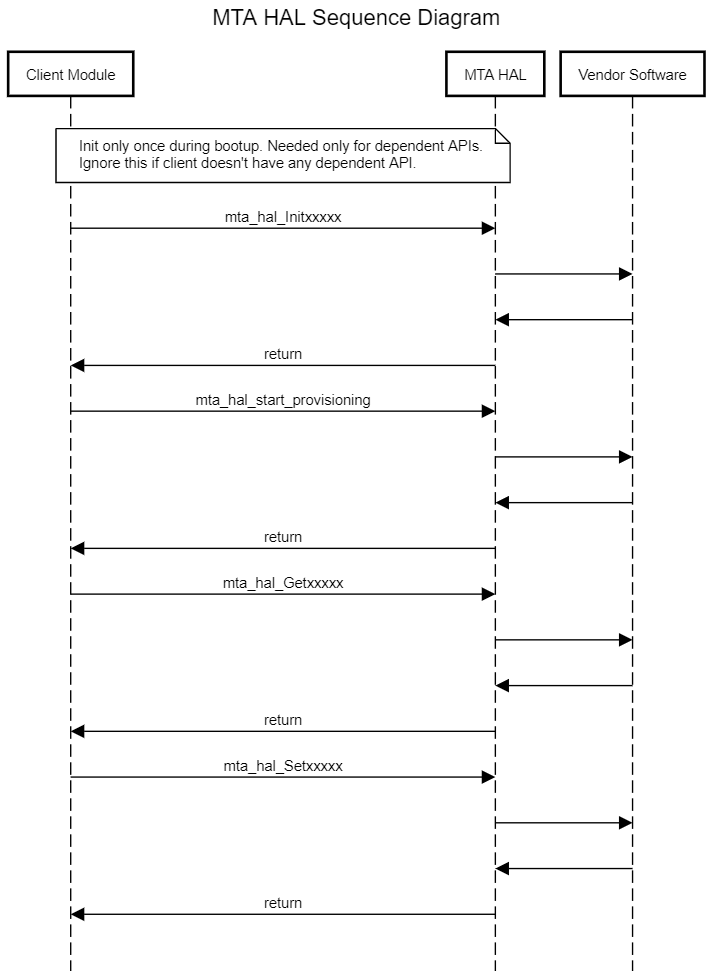 MTA HAL Sequence Diagram
Client Module
MTA HAL
Vendor Software
Init only once during bootup. Needed only for dependent APIs.
Ignore this if client doesn't have any dependent API.
mta_hal_Initxxxxx
return
mta_hal_start_provisioning
return
mta_hal_Getxxxxx
return
mta_hal_Setxxxxx
return